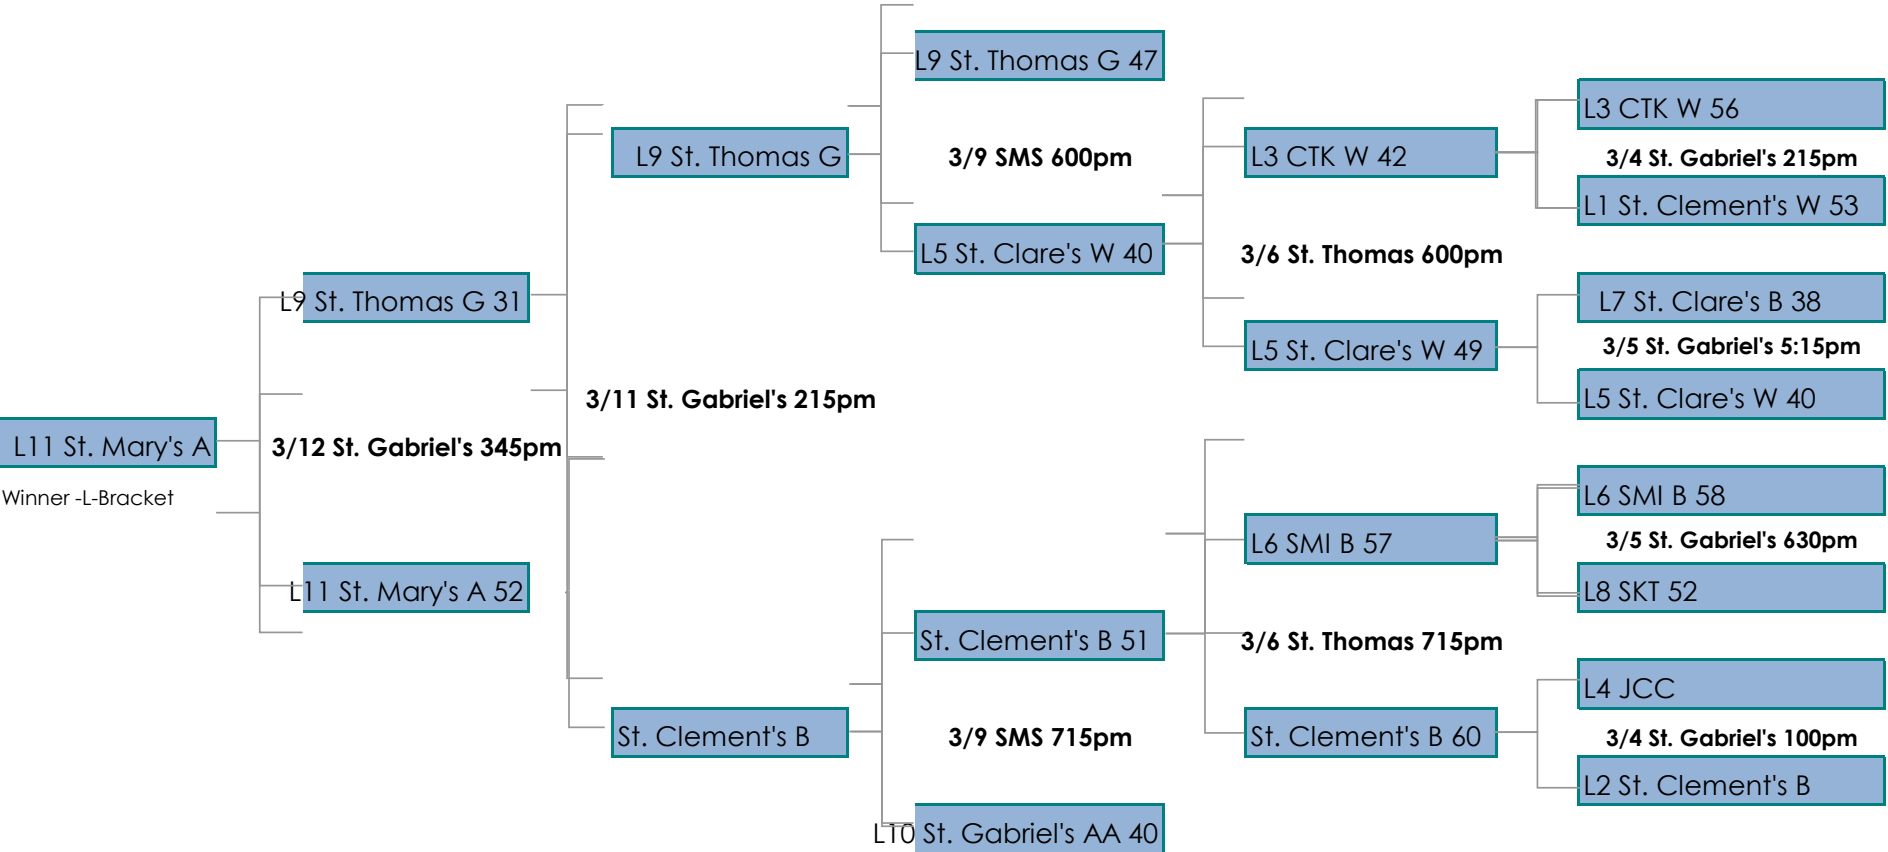 L9 St. Thomas G 47
L3 CTK W 56
L9 St. Thomas G
3/9 SMS 600pm
L3 CTK W 42
3/4 St. Gabriel's 215pm
L1 St. Clement's W 53
L5 St. Clare's W 40
3/6 St. Thomas 600pm
L9 St. Thomas G 31
L7 St. Clare's B 38
L5 St. Clare's W 49
3/5 St. Gabriel's 5:15pm
3/11 St. Gabriel's 215pm
L5 St. Clare's W 40
L11 St. Mary's A
3/12 St. Gabriel's 345pm
Winner -L-Bracket
L6 SMI B 58
L6 SMI B 57
3/5 St. Gabriel's 630pm
L11 St. Mary's A 52
L8 SKT 52
St. Clement's B 51
3/6 St. Thomas 715pm
L4 JCC
St. Clement's B
3/9 SMS 715pm
St. Clement's B 60
3/4 St. Gabriel's 100pm
L2 St. Clement's B
L10 St. Gabriel's AA 40